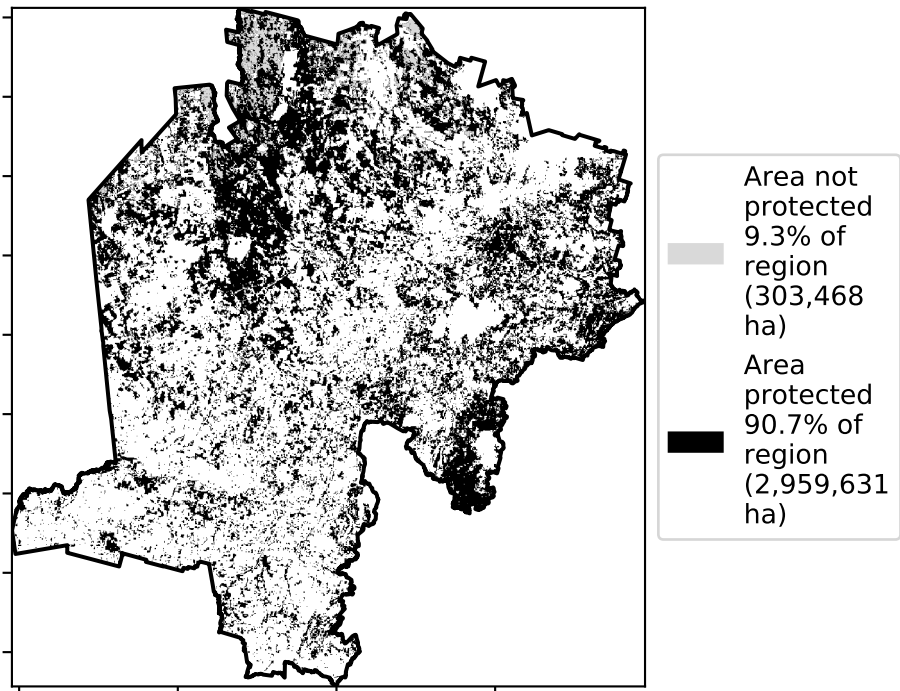 Area not
protected
9.3% of
region
(303,468
ha)
Area
protected
90.7% of
region
(2,959,631
ha)